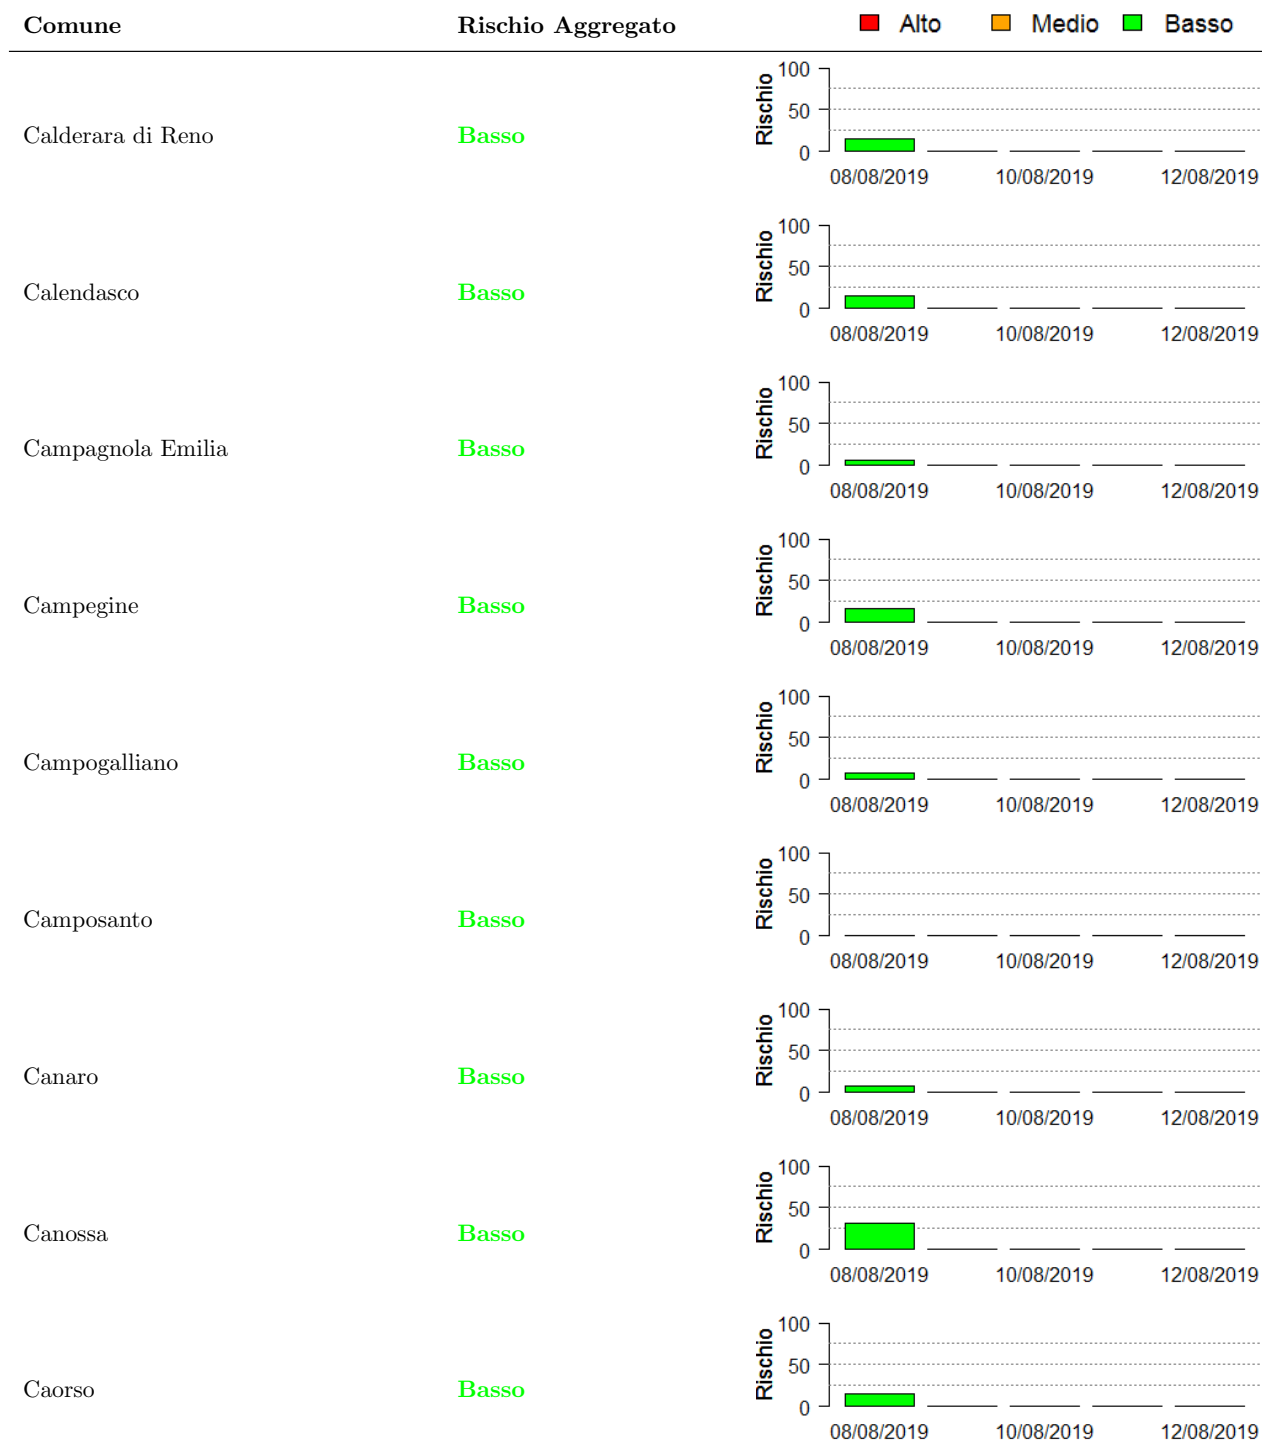 Comune Rischio Aggregato Alto Medio Basso
100
50
0
Rischio
Calderara di Reno Basso
08/08/2019 10/08/2019 12/08/2019
100
50
0
Rischio
Calendasco Basso
08/08/2019 10/08/2019 12/08/2019
100
50
0
Rischio
Campagnola Emilia Basso
08/08/2019 10/08/2019 12/08/2019
100
50
0
Rischio
Campegine Basso
08/08/2019 10/08/2019 12/08/2019
100
50
0
Rischio
Campogalliano Basso
08/08/2019 10/08/2019 12/08/2019
100
50
0
Rischio
Camposanto Basso
08/08/2019 10/08/2019 12/08/2019
100
50
0
Rischio
Canaro Basso
08/08/2019 10/08/2019 12/08/2019
100
50
0
Rischio
Canossa Basso
08/08/2019 10/08/2019 12/08/2019
100
50
0
Rischio
Caorso Basso
08/08/2019 10/08/2019 12/08/2019